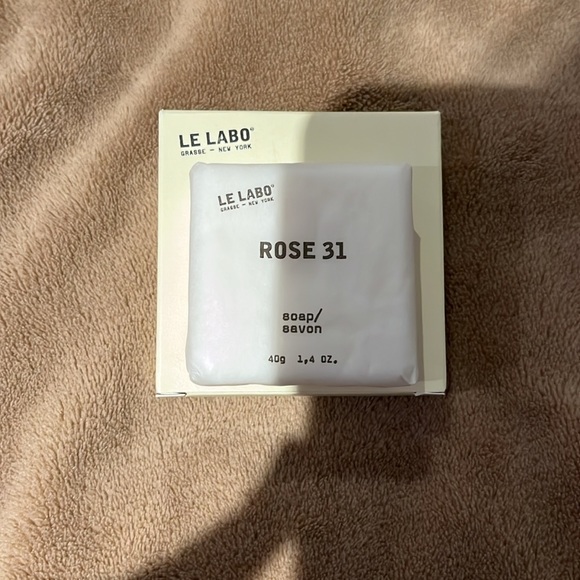 LE LABO®
GRASSE — NEW YORK
LE LABO®
GRASSE — NEW YORK
ROSE 31
soap/
savon
40g 1,4 OZ.